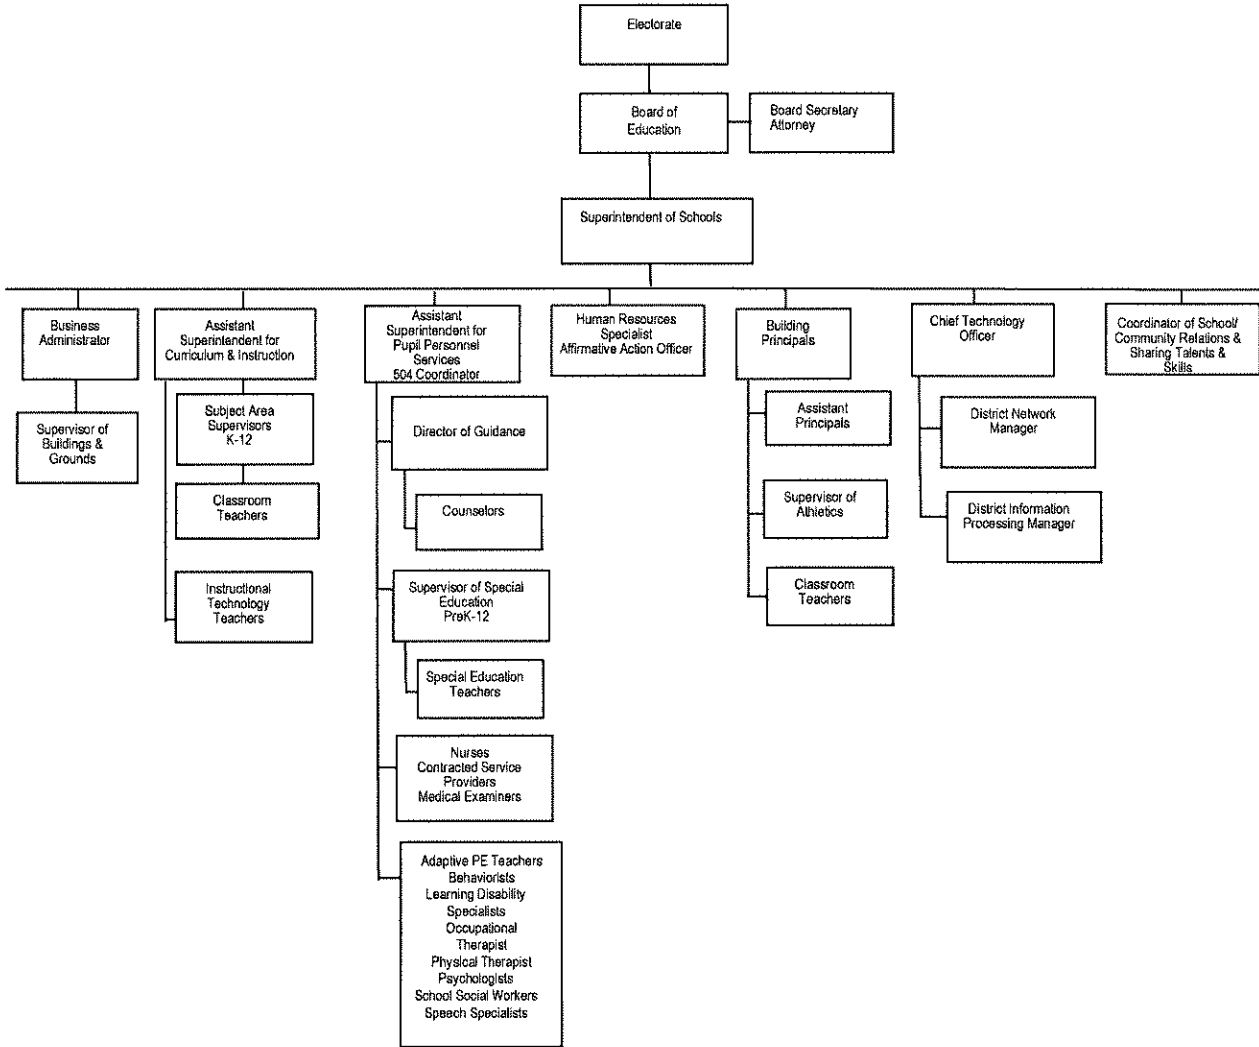 Electorate
Board of
Education
Board Secretary
Attorney
Superintendent of Schools
Business
Administrator
Supervisor of
Buildings &
Grounds
Assistant
Superintendent for
Curriculum & Instruction
Subject Area
Supervisors
K-12
Classroom
Teachers
Instructional
Technology
Teachers
Assistant
Superintendent for
Pupil Personnel
Services
504 Coordinator
Director of Guidance
Counselors
Supervisor of Special
Education
PreK-12
Special Education
Teachers
Nurses
Contracted Service
Providers
Medical Examiners
Adaptive PE Teachers
Behaviorists
Learning Disability
Specialists
Occupational
Therapist
Physical Therapist
Psychologists
School Social Workers
Speech Specialists
Human Resources
Specialist
Affirmative Action Officer
Building
Principals
Assistant
Principals
Supervisor of
Athletics
Classroom
Teachers
Chief Technology
Officer
District Network
Manager
District Information
Processing Manager
Coordinator of School/
Community Relations &
Sharing Talents &
Skills